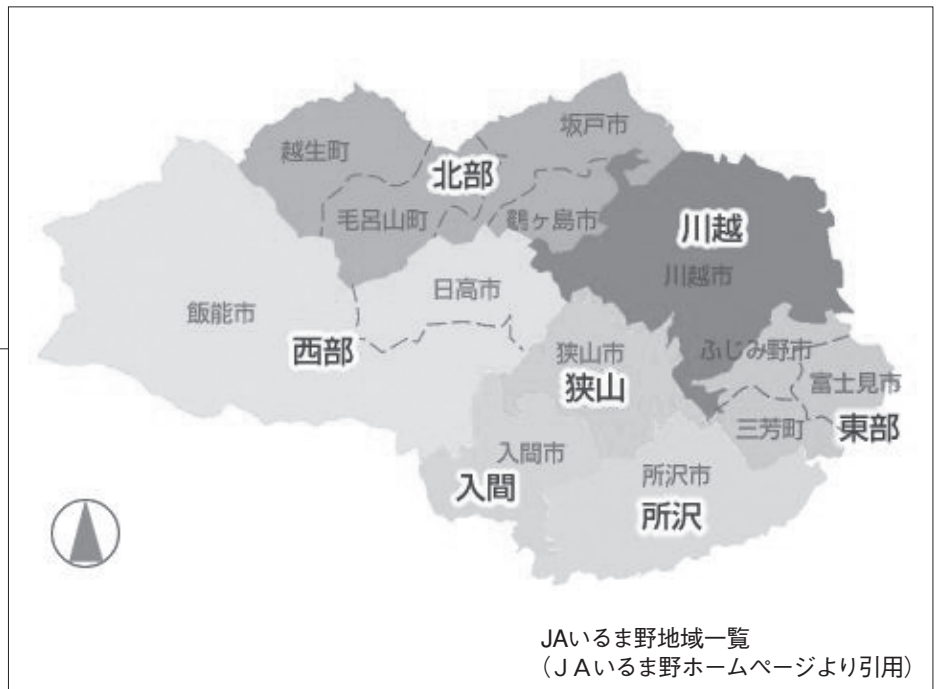 坂戸市
越生町
北部
毛呂山町
鶴ヶ島市
川越
川越市
日高市
飯能市
西部
狭山市
狭山
ふじみ野市
富士見市
三芳町
東部
入間市
入間
所沢市
所沢
JAいるま野地域一覧
（ＪＡいるま野ホームページより引用）